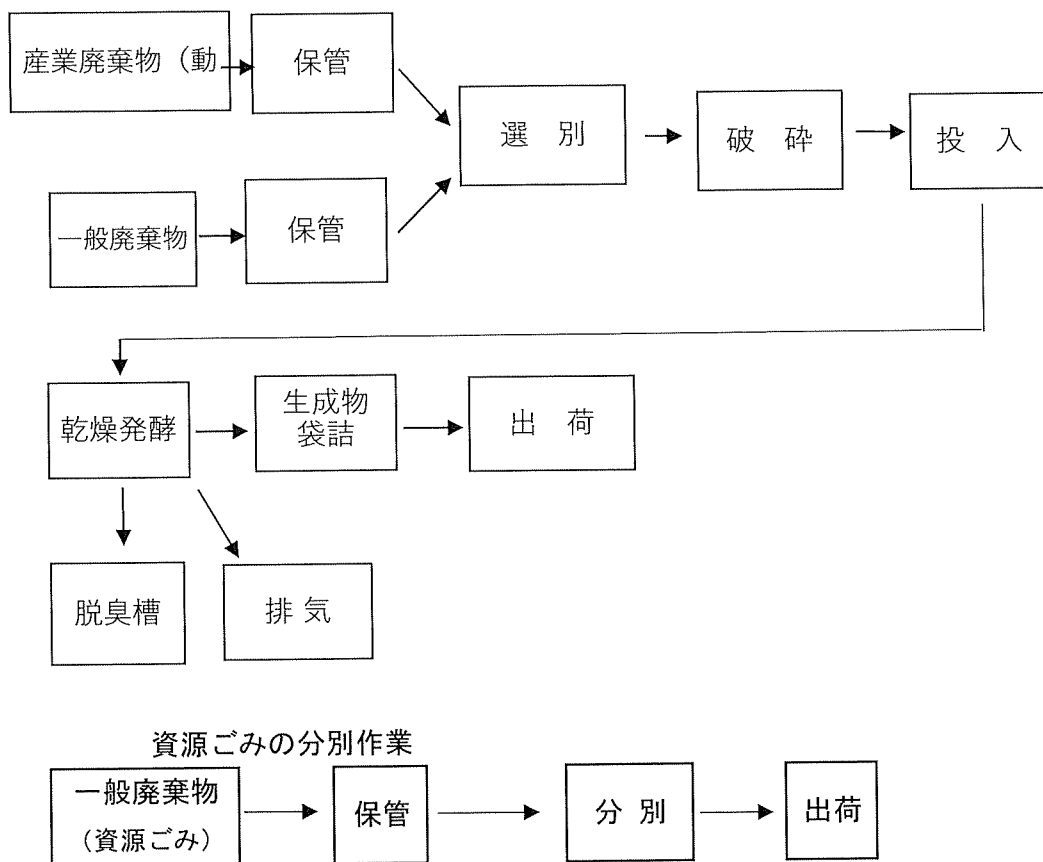 産業廃棄物（動
保管
選　別
破　砕
投　入
一般廃棄物
保管
乾燥発酵
生成物
袋詰
出　荷
脱臭槽
排 気
資源ごみの分別作業
一般廃棄物
（資源ごみ）
保管
分 別
出荷